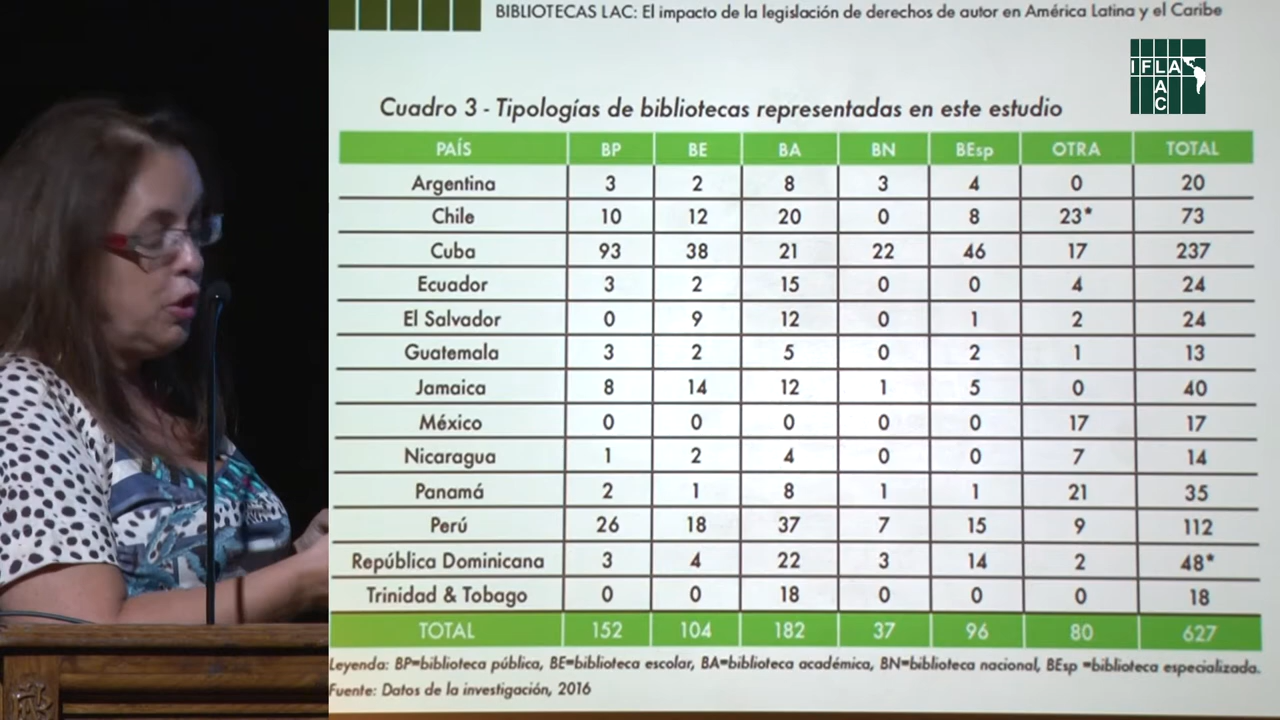 BIBLIOTECAS LAC: El impacto de la legislación de derechos de autor en América Latina y el Caribe
IFLA
LAC
Cuadro 3 - Tipologías de bibliotecas representadas en este estudio
PAÍS BP BE BA BN BEsp OTRA TOTAL
Argentina 3 2 8 3 4 0 20
Chile 10 12 20 0 8 23* 73
Cuba 93 38 21 22 46 17 237
Ecuador 3 2 15 0 0 4 24
El Salvador 0 9 12 0 1 2 24
Guatemala 3 2 5 0 2 1 13
Jamaica 8 14 12 1 5 0 40
México 0 0 0 0 0 17 17
Nicaragua 1 2 4 0 0 7 14
Panamá 2 1 8 1 1 21 35
Perú 26 18 37 7 15 9 112
República Dominicana 3 4 22 3 14 2 48*
Trinidad & Tobago 0 0 18 0 0 0 18
TOTAL 152 104 182 37 96 80 627
Leyenda: BP=biblioteca pública, BE=biblioteca escolar, BA=biblioteca académica, BN=biblioteca nacional, BEsp =biblioteca especializada.
Fuente: Datos de la investigación, 2016